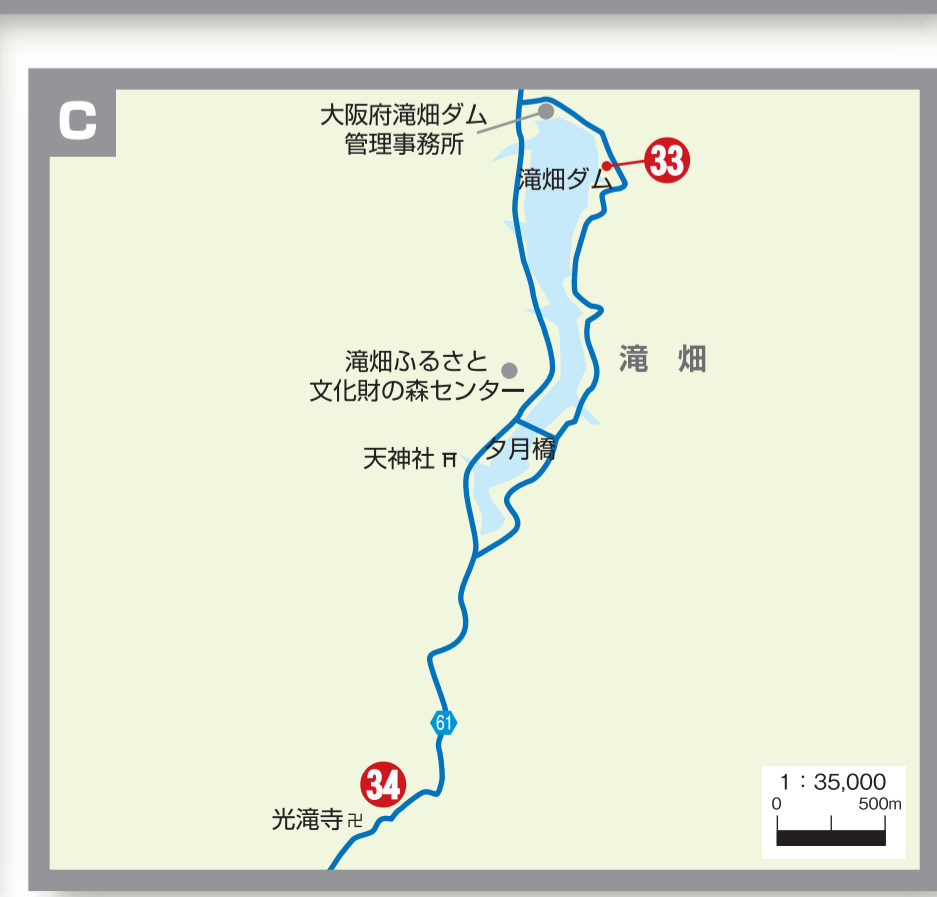 C
大阪府滝畑ダム
管理事務所
33
滝畑ダム
滝畑ふるさと
文化財の森センター
滝 畑
夕月橋
天神社
61
34
光滝寺 卍
1：35,000
0 500m